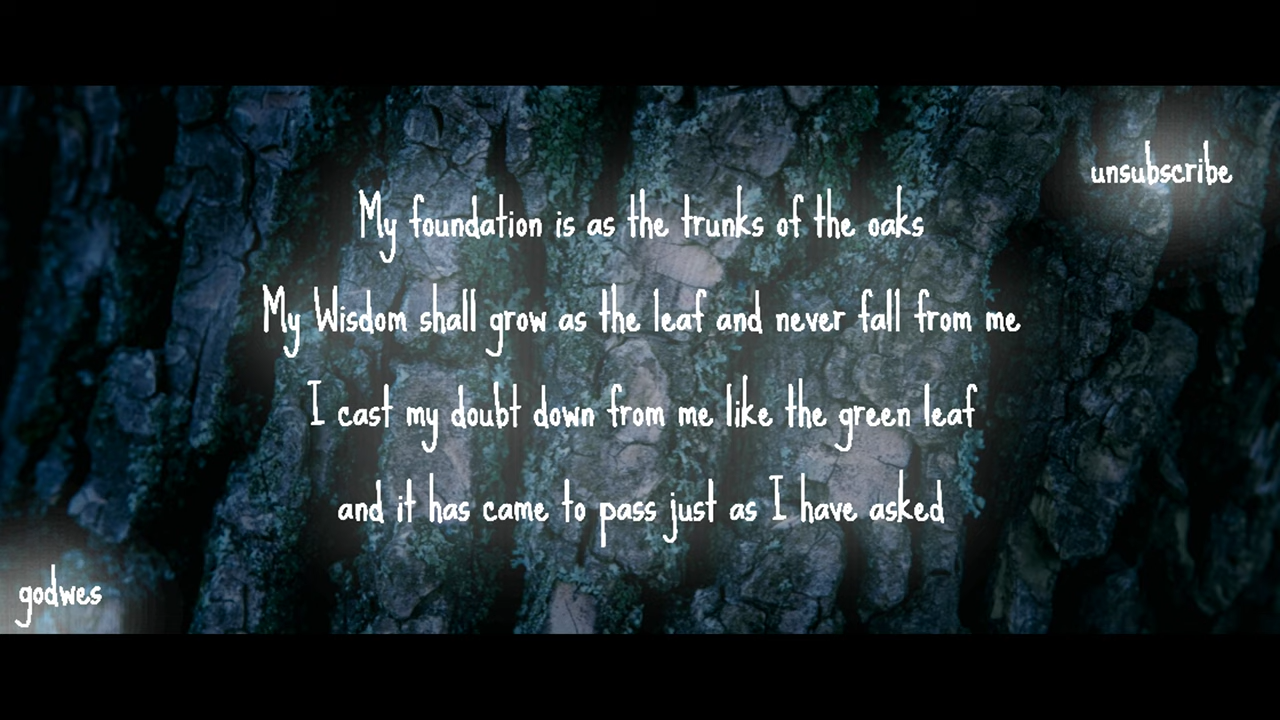 unsubscribe
My foundation is as the trunks of the oaks
My Wisdom shall grow as the leaf and never fall from me
I cast my doubt down from me like the green leaf
and it has came to pass just as I have asked
godwes